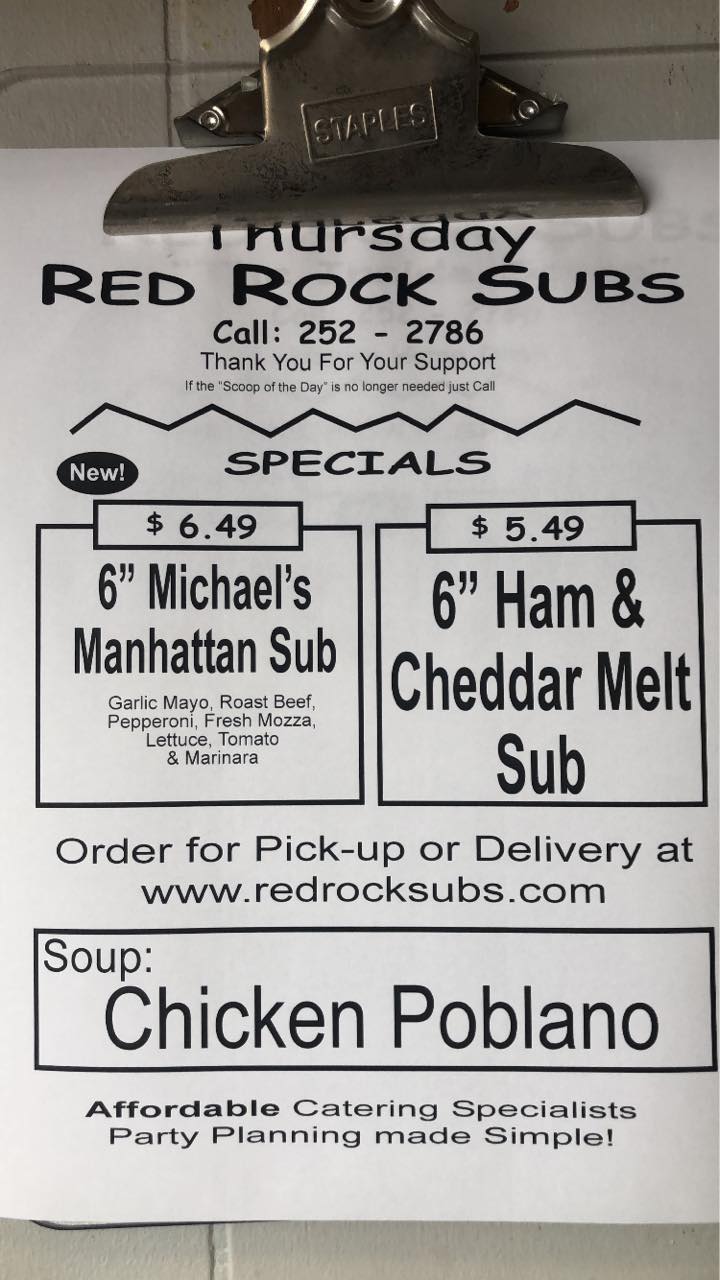 STAPLES
Thursday
RED ROCK SUBS
Call: 252 - 2786
Thank You For Your Support
If the "Scoop of the Day" is no longer needed just Call
New!
SPECIALS
$ 6.49
6” Michael’s
Manhattan Sub
Garlic Mayo, Roast Beef,
Pepperoni, Fresh Mozza,
Lettuce, Tomato
& Marinara
$ 5.49
6” Ham &
Cheddar Melt
Sub
Order for Pick-up or Delivery at
www.redrocksubs.com
Soup:
Chicken Poblano
Affordable Catering Specialists
Party Planning made Simple!